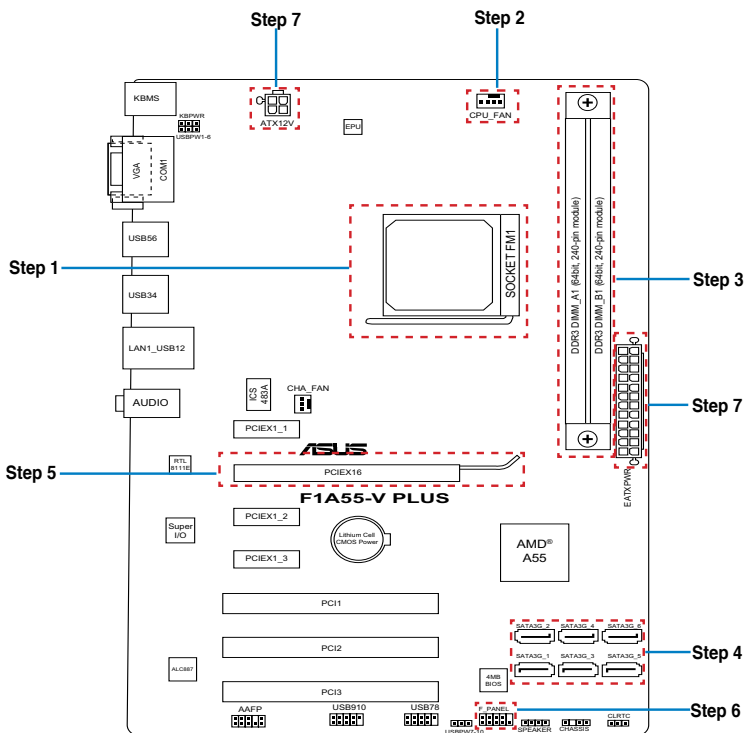 Step 7
Step 2
KBMS
KBPWR
USBPW1-6
ATX12V
EPU
CPU_FAN
VGA
COM1
USB56
SOCKET FM1
DDR3 DIMM_A1 (64bit, 240-pin module)
DDR3 DIMM_B1 (64bit, 240-pin module)
Step 1
Step 3
USB34
LAN1_USB12
ICS
483A
CHA_FAN
AUDIO
Step 7
PCIEX1_1
ASUS
RTL
8111E
Step 5
PCIEX16
EATXPWR
F1A55-V PLUS
Super
I/O
PCIEX1_2
Lithium Cell
CMOS Power
AMD®
A55
PCIEX1_3
PCI1
SATA3G_2
SATA3G_4
SATA3G_6
PCI2
Step 4
SATA3G_1
SATA3G_3
SATA3G_5
ALC887
4MB
BIOS
PCI3
Step 6
AAFP
USB910
USB78
F_PANEL
USBPW7-10
SPEAKER
CHASSIS
CLRTC